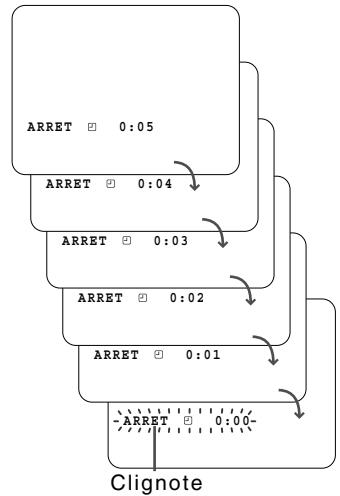 ARRET 0:05
ARRET 0:04
ARRET 0:03
ARRET 0:02
ARRET 0:01
-ARRET 0:00-
Clignote